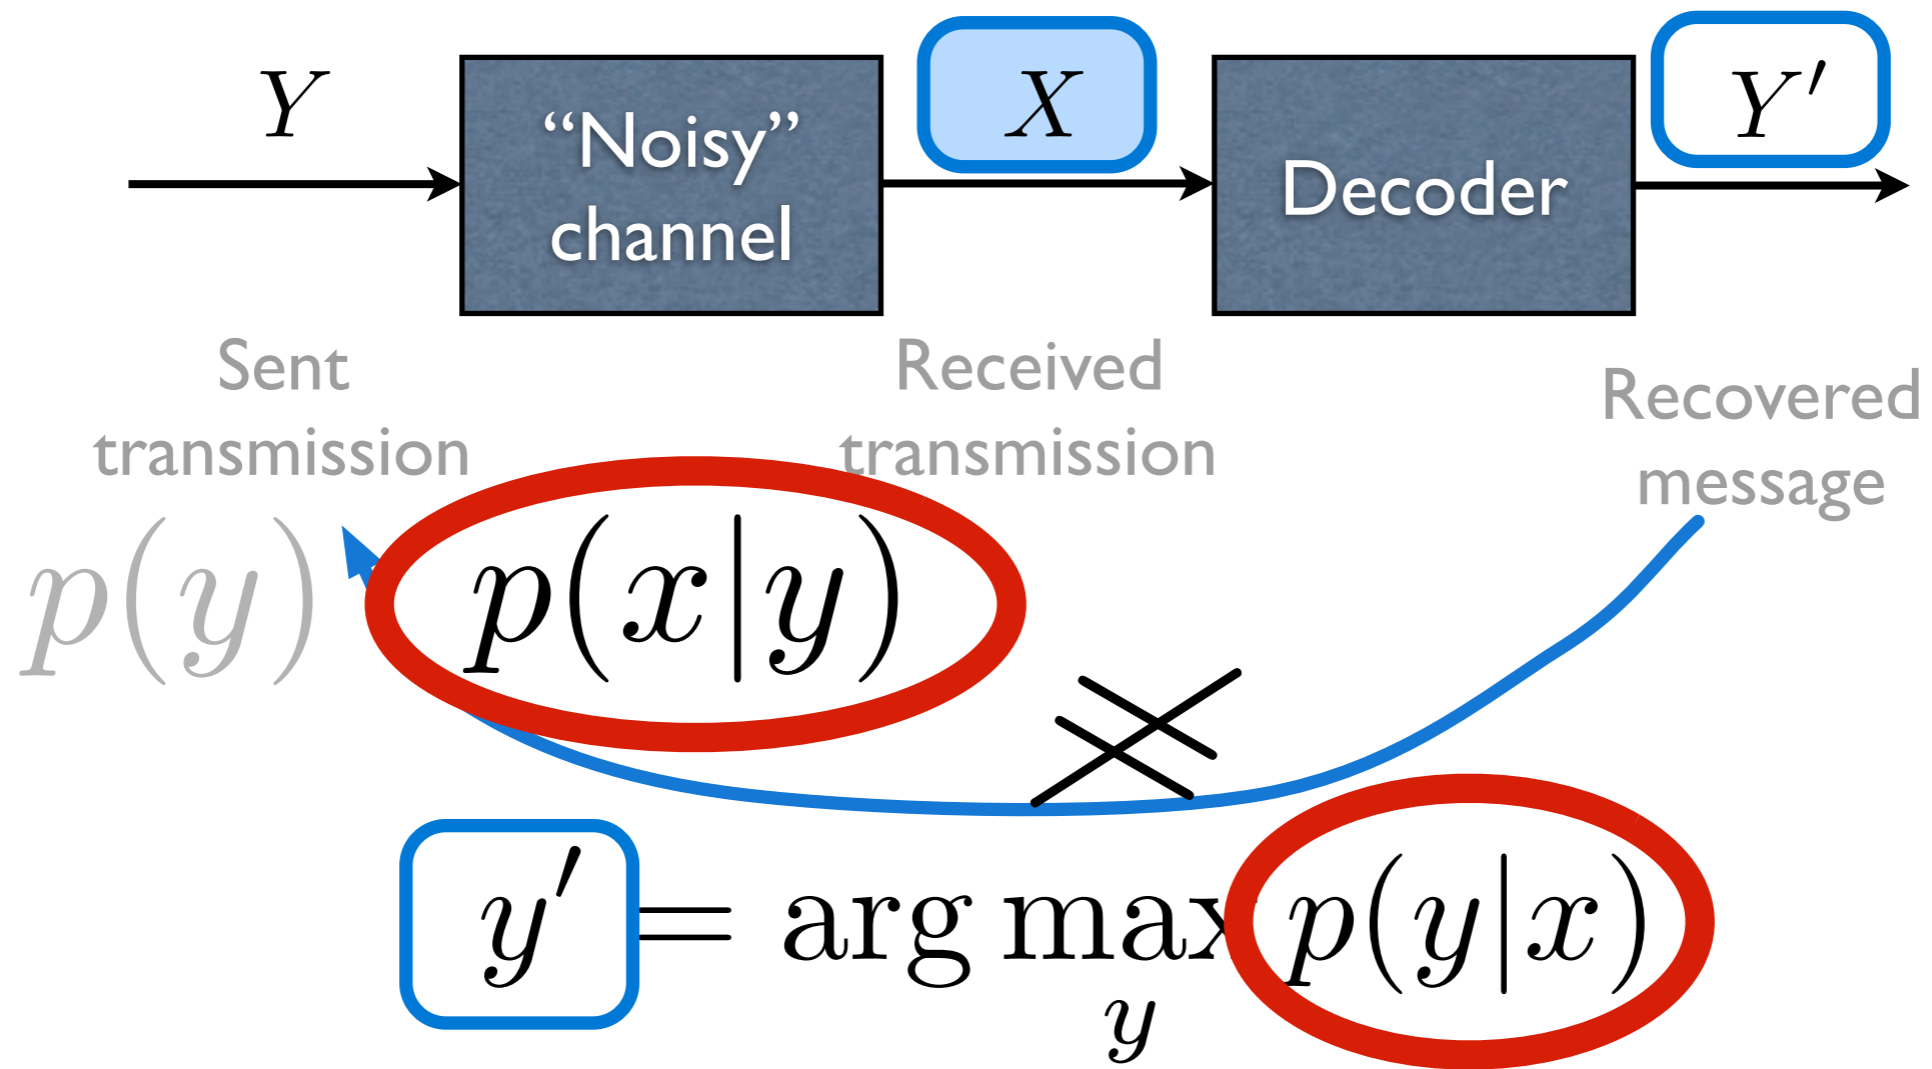 Y
“Noisy”
channel
X
Decoder
Y′
Sent
transmission
Received
transmission
Recovered
message
p(y)
p(x|y)
≠
y′ = arg max p(y|x)
y